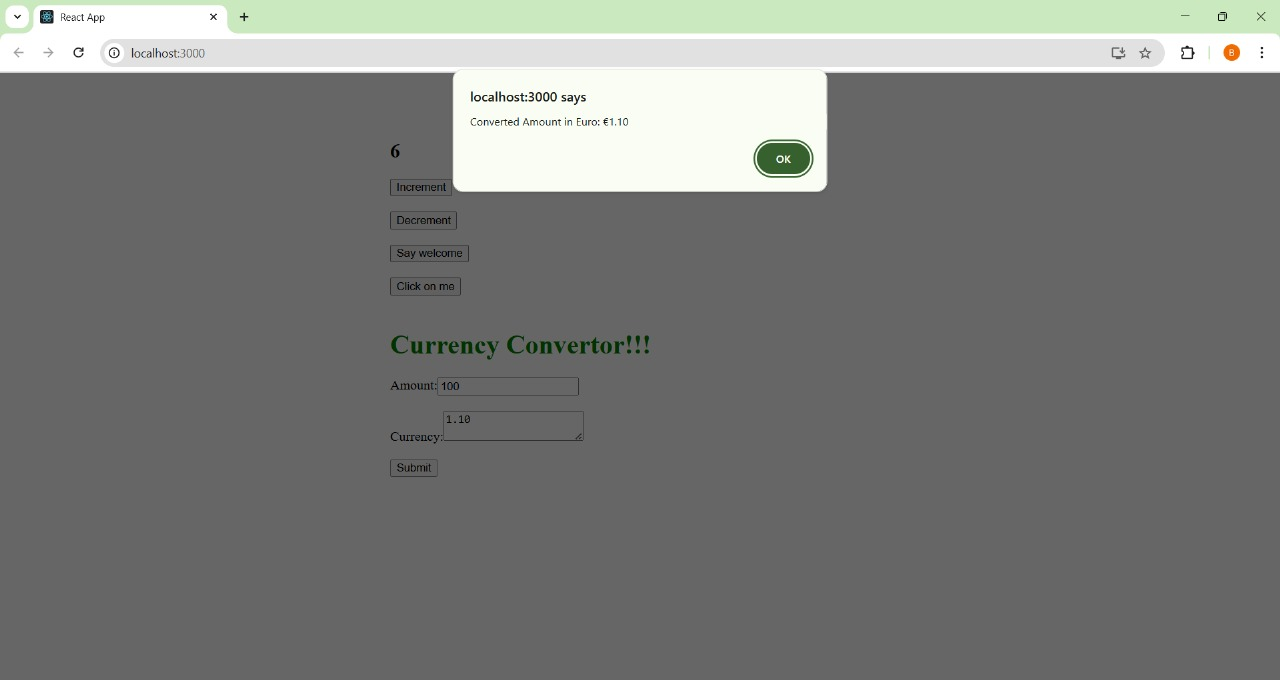 React App
localhost:3000
B
localhost:3000 says
Converted Amount in Euro: €1.10
OK
6
Increment
Decrement
Say welcome
Click on me
Currency Convertor!!!
Amount: 100
Currency: 1.10
Submit